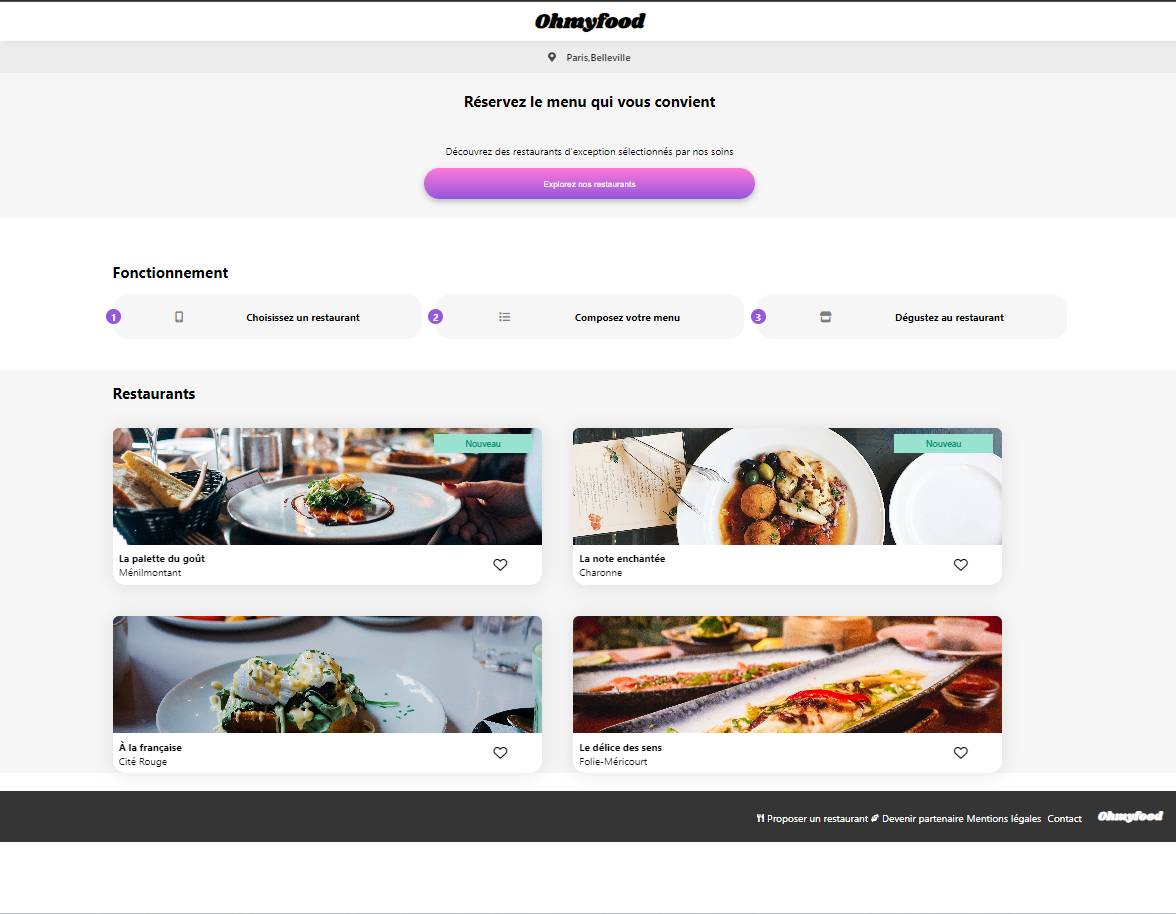 Ohmyfood
Paris,Belleville
Réservez le menu qui vous convient
Découvrez des restaurants d'exception sélectionnés par nos soins
Explorez nos restaurants
Fonctionnement
1 Choisissez un restaurant
2 Composez votre menu
3 Dégustez au restaurant
Restaurants
Nouveau
Nouveau
La palette du goût
Ménilmontant
La note enchantée
Charonne
À la française
Cité Rouge
Le délice des sens
Folie-Méricourt
Proposer un restaurant Devenir partenaire Mentions légales Contact Ohmyfood